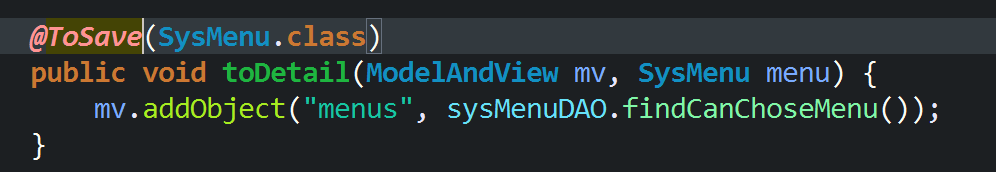 @ToSave(SysMenu.class)
public void toDetail(ModelAndView mv, SysMenu menu) {
    mv.addObject("menus", sysMenuDAO.findCanChoseMenu());
}